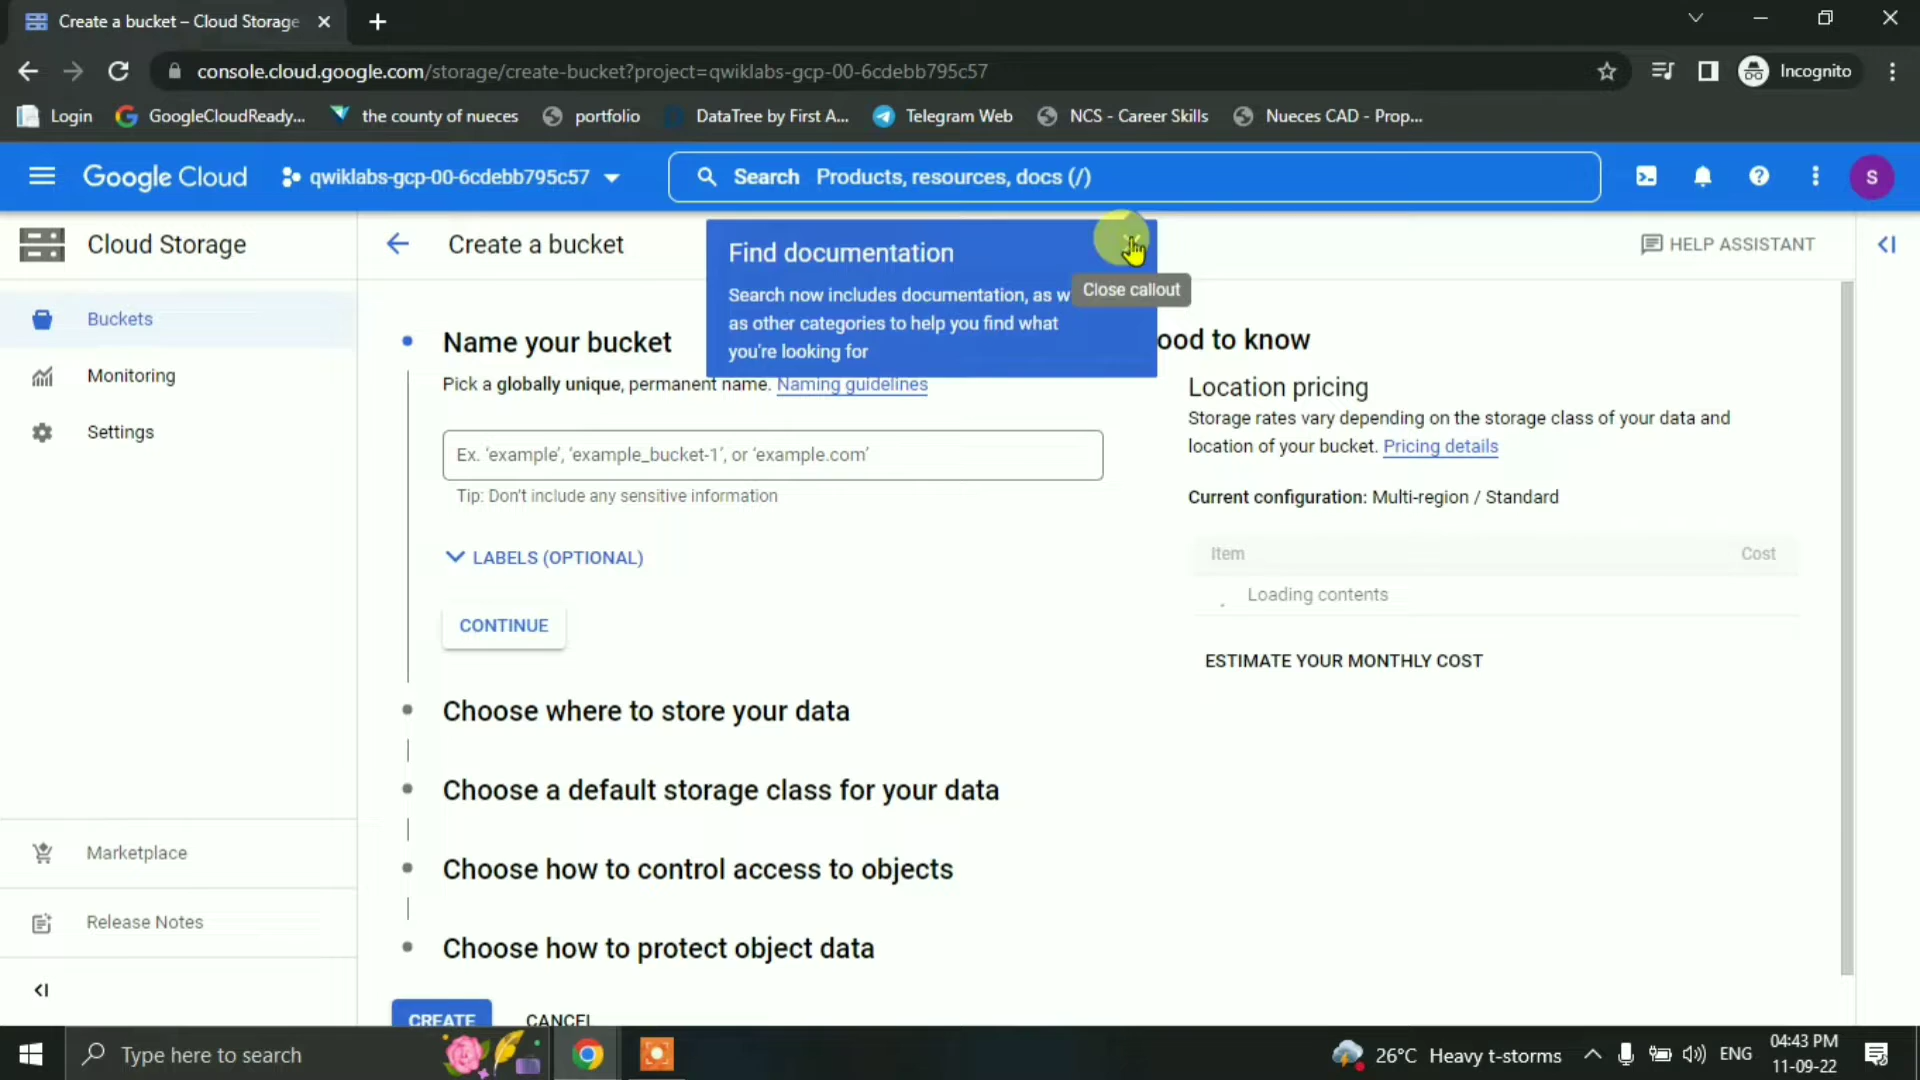 Create a bucket – Cloud Storage
console.cloud.google.com/storage/create-bucket?project=qwiklabs-gcp-00-6cdebb795c57
Incognito
Login
GoogleCloudReady...
the county of nueces
portfolio
DataTree by First A...
Telegram Web
NCS - Career Skills
Nueces CAD - Prop...
Google Cloud
qwiklabs-gcp-00-6cdebb795c57
Search Products, resources, docs (/)
S
Cloud Storage
Create a bucket
HELP ASSISTANT
Find documentation
Search now includes documentation, as w
as other categories to help you find what
you're looking for
Close callout
Buckets
Monitoring
Settings
Marketplace
Release Notes
Name your bucket
Pick a globally unique, permanent name. Naming guidelines
Ex. 'example', 'example_bucket-1', or 'example.com'
Tip: Don't include any sensitive information
LABELS (OPTIONAL)
CONTINUE
Choose where to store your data
Choose a default storage class for your data
Choose how to control access to objects
Choose how to protect object data
CREATE
CANCEL
ood to know
Location pricing
Storage rates vary depending on the storage class of your data and
location of your bucket. Pricing details
Current configuration: Multi-region / Standard
Item Cost
Loading contents
ESTIMATE YOUR MONTHLY COST
Type here to search
26°C Heavy t-storms
ENG
04:43 PM
11-09-22